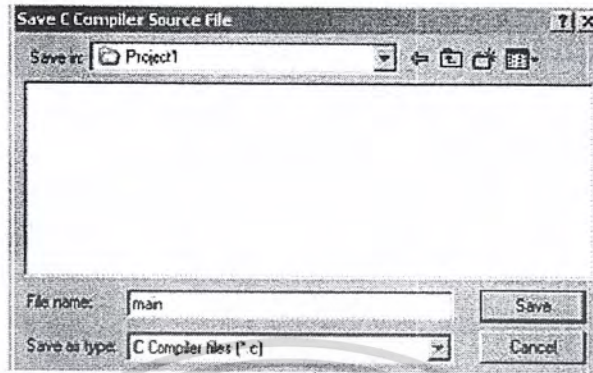 Save C Compiler Source File
Save in: Project1
File name: main
Save
Save as type: C Compiler files (*.c)
Cancel